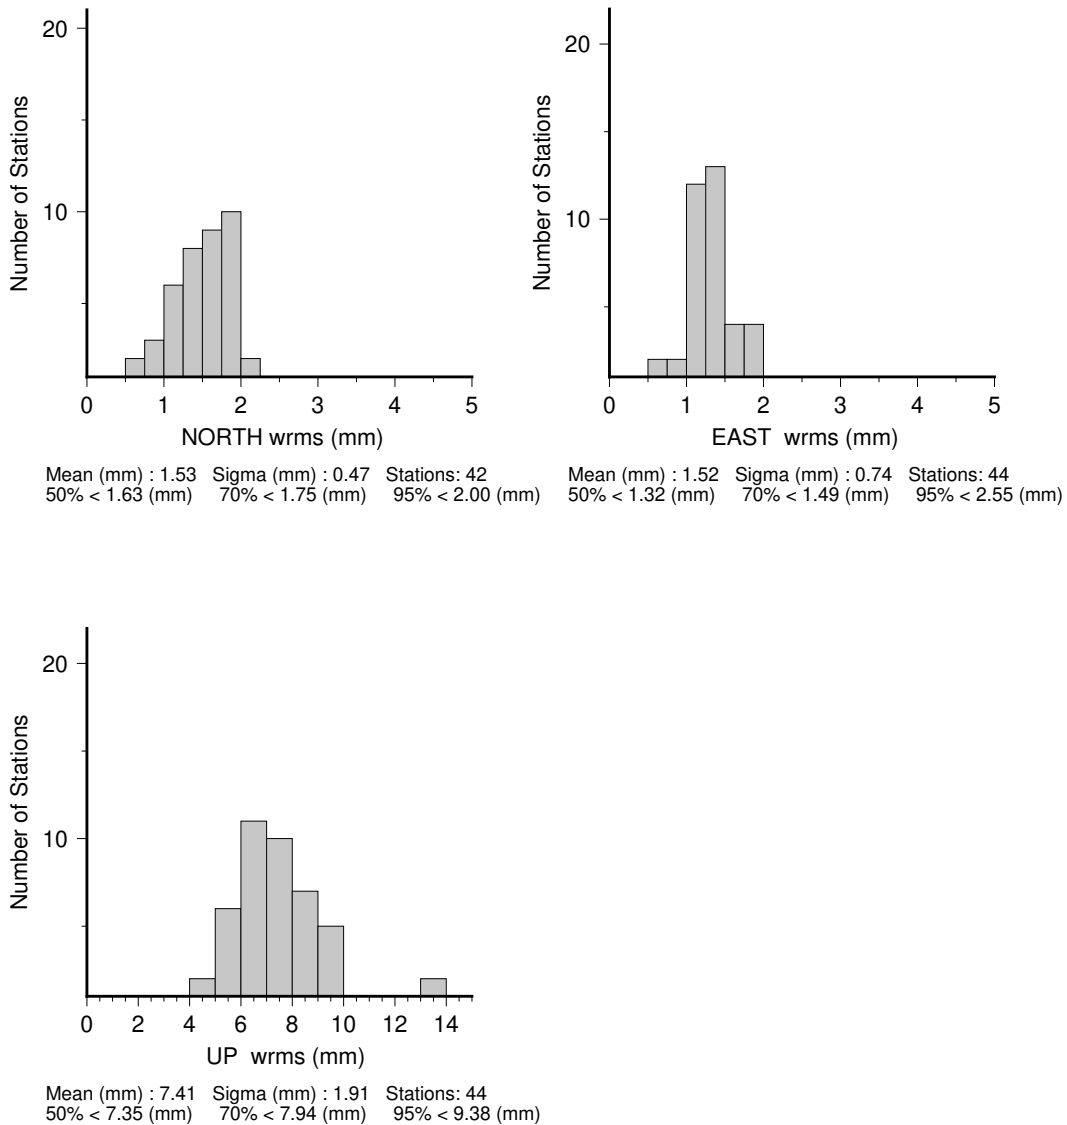 20
10
Number of Stations
0 1 2 3 4 5
NORTH wrms (mm)
Mean (mm) : 1.53 Sigma (mm) : 0.47 Stations: 42
50% < 1.63 (mm) 70% < 1.75 (mm) 95% < 2.00 (mm)
20
10
Number of Stations
0 1 2 3 4 5
EAST wrms (mm)
Mean (mm) : 1.52 Sigma (mm) : 0.74 Stations: 44
50% < 1.32 (mm) 70% < 1.49 (mm) 95% < 2.55 (mm)
20
10
Number of Stations
0 2 4 6 8 10 12 14
UP wrms (mm)
Mean (mm) : 7.41 Sigma (mm) : 1.91 Stations: 44
50% < 7.35 (mm) 70% < 7.94 (mm) 95% < 9.38 (mm)